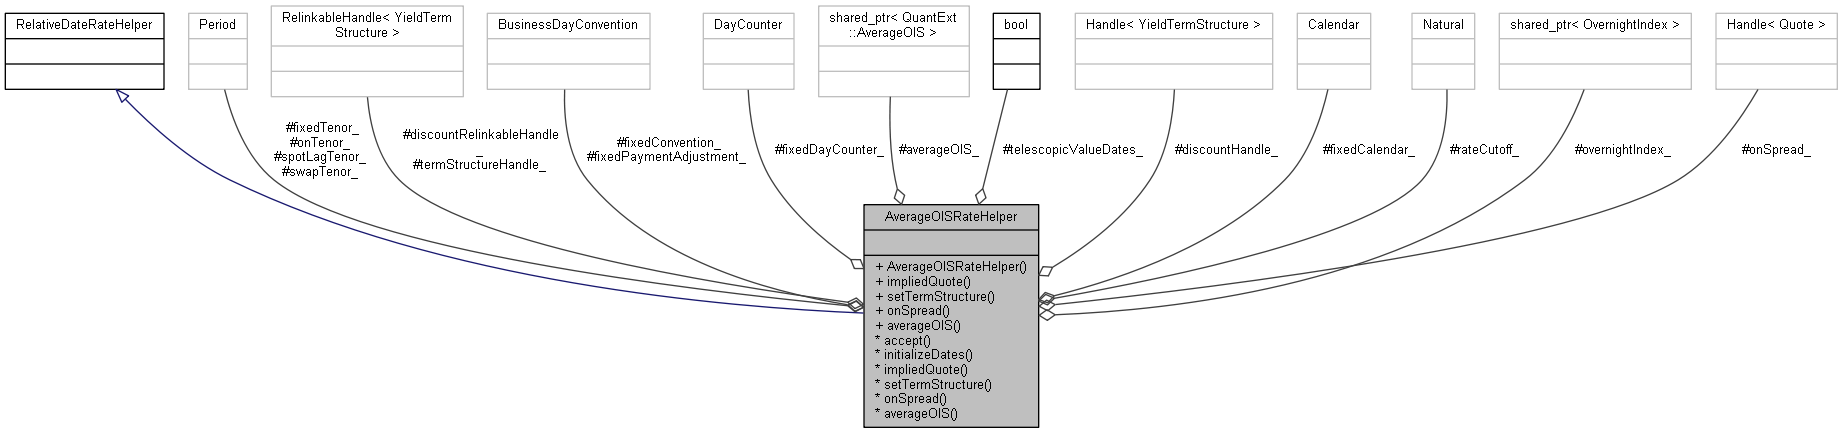 RelativeDateRateHelper
Period
RelinkableHandle< YieldTerm
Structure >
BusinessDayConvention
DayCounter
shared_ptr< QuantExt
::AverageOIS >
bool
Handle< YieldTermStructure >
Calendar
Natural
shared_ptr< OvernightIndex >
Handle< Quote >
#fixedTenor_
#onTenor_
#spotLagTenor_
#swapTenor_
#discountRelinkableHandle
_
#termStructureHandle_
#fixedConvention_
#fixedPaymentAdjustment_
#fixedDayCounter_
#averageOIS_
#telescopicValueDates_
#discountHandle_
#fixedCalendar_
#rateCutoff_
#overnightIndex_
#onSpread_
AverageOISRateHelper
+ AverageOISRateHelper()
+ impliedQuote()
+ setTermStructure()
+ onSpread()
+ averageOIS()
* accept()
* initializeDates()
* impliedQuote()
* setTermStructure()
* onSpread()
* averageOIS()